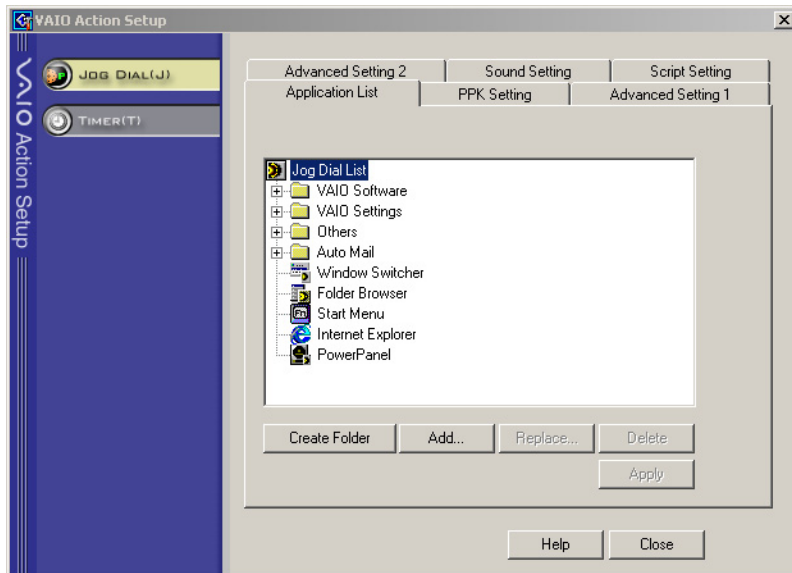 VAIO Action Setup
VAIO Action Setup
JOG DIAL(J)
TIMER(T)
Advanced Setting 2
Sound Setting
Script Setting
Application List
PPK Setting
Advanced Setting 1
Jog Dial List
VAIO Software
VAIO Settings
Others
Auto Mail
Window Switcher
Folder Browser
Fn
Start Menu
Internet Explorer
PowerPanel
Create Folder
Add...
Replace...
Delete
Apply
Help
Close